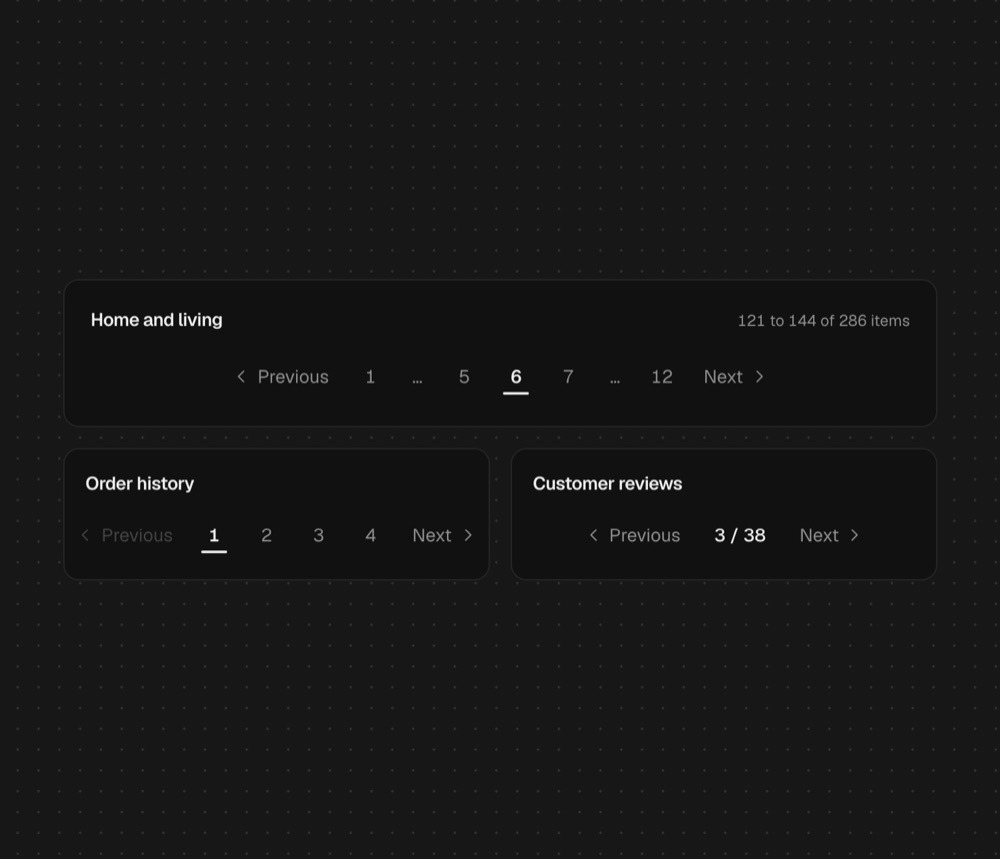 Home and living 121 to 144 of 286 items
Previous 1 … 5 6 7 … 12 Next
Order history
Previous 1 2 3 4 Next
Customer reviews
Previous 3 / 38 Next